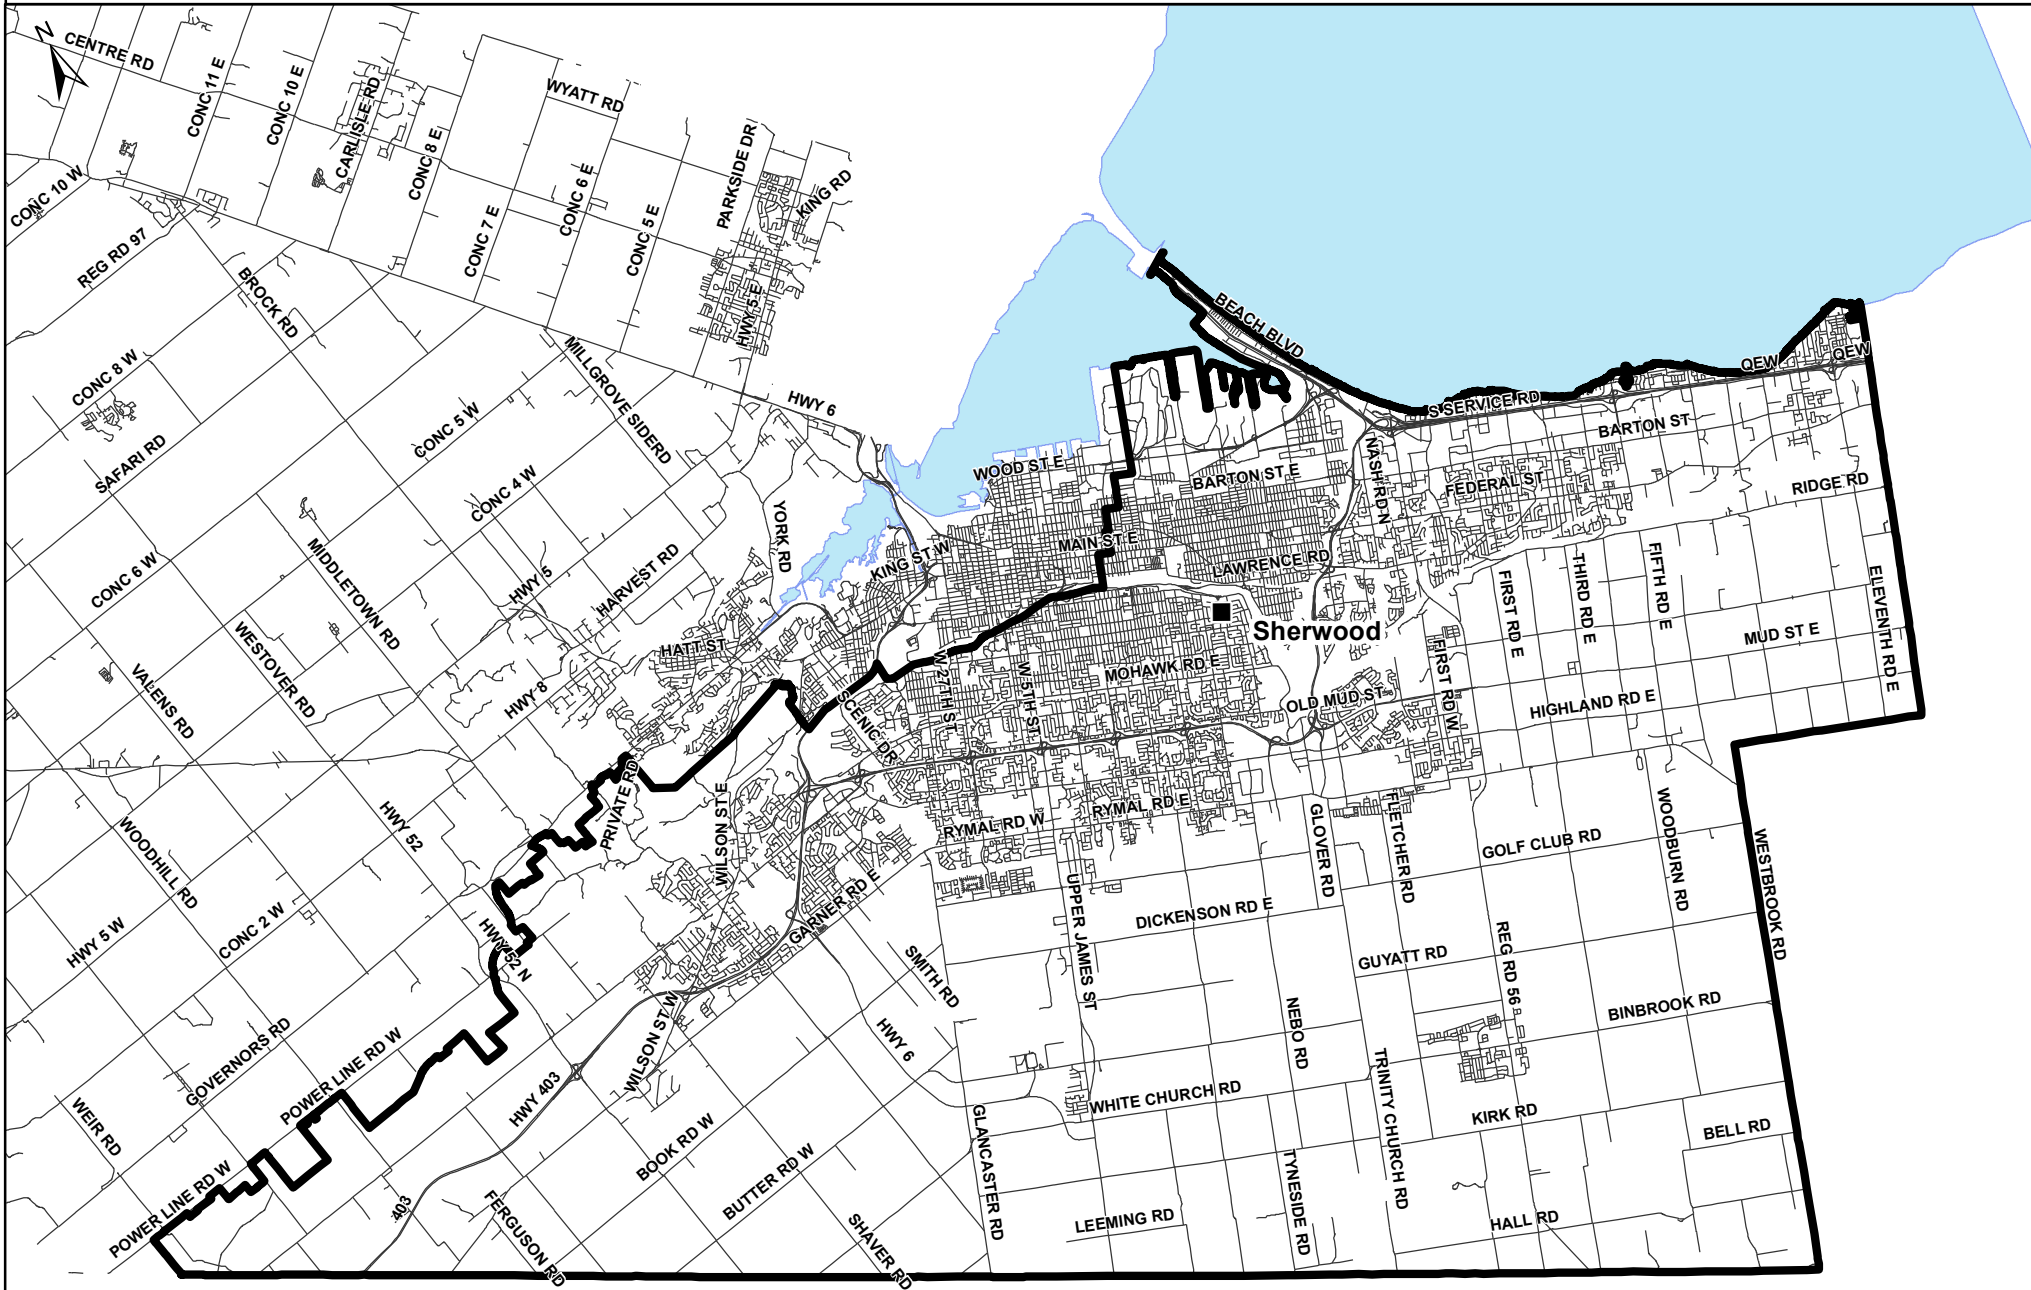 N
CENTRE RD
CONC 11 E
CONC 10 E
CARLISLE RD
CONC 8 E
WYATT RD
CONC 7 E
CONC 6 E
CONC 5 E
PARKSIDE DR
KING RD
HWY 5 E
CONC 10 W
REG RD 97
BROCK RD
CONC 8 W
SAFARI RD
CONC 5 W
MILLGROVE SIDERD
HWY 6
BEACH BLVD
QEW
QEW
S SERVICE RD
BARTON ST
CONC 4 W
YORK RD
WOOD ST E
BARTON ST E
NASH RD N
FEDERAL ST
RIDGE RD
CONC 6 W
MIDDLETOWN RD
HWY 5
HARVEST RD
KING ST W
MAIN ST E
LAWRENCE RD
FIRST RD E
THIRD RD E
FIFTH RD E
ELEVENTH RD E
MUD ST E
VALENS RD
WESTOVER RD
HATT ST
HWY 8
SCENIC DR
W 27TH ST
W 5TH ST
MOHAWK RD E
Sherwood
OLD MUD ST
FIRST RD W
HIGHLAND RD E
WOODHILL RD
HWY 52
PRIVATE RD
WILSON ST E
RYMAL RD W
RYMAL RD E
GLOVER RD
FLETCHER RD
GOLF CLUB RD
WOODBURN RD
WESTBROOK RD
HWY 5 W
CONC 2 W
HWY 52 N
GARNER RD E
SMITH RD
UPPER JAMES ST
DICKENSON RD E
GUYATT RD
REG RD 56
BINBROOK RD
WEIR RD
GOVERNORS RD
POWER LINE RD W
HWY 403
WILSON ST W
HWY 6
NEBO RD
WHITE CHURCH RD
TRINITY CHURCH RD
KIRK RD
BELL RD
POWER LINE RD W
403
FERGUSON RD
BOOK RD W
BUTTER RD W
SHAVER RD
GLANCASTER RD
LEEMING RD
TYNESIDE RD
HALL RD